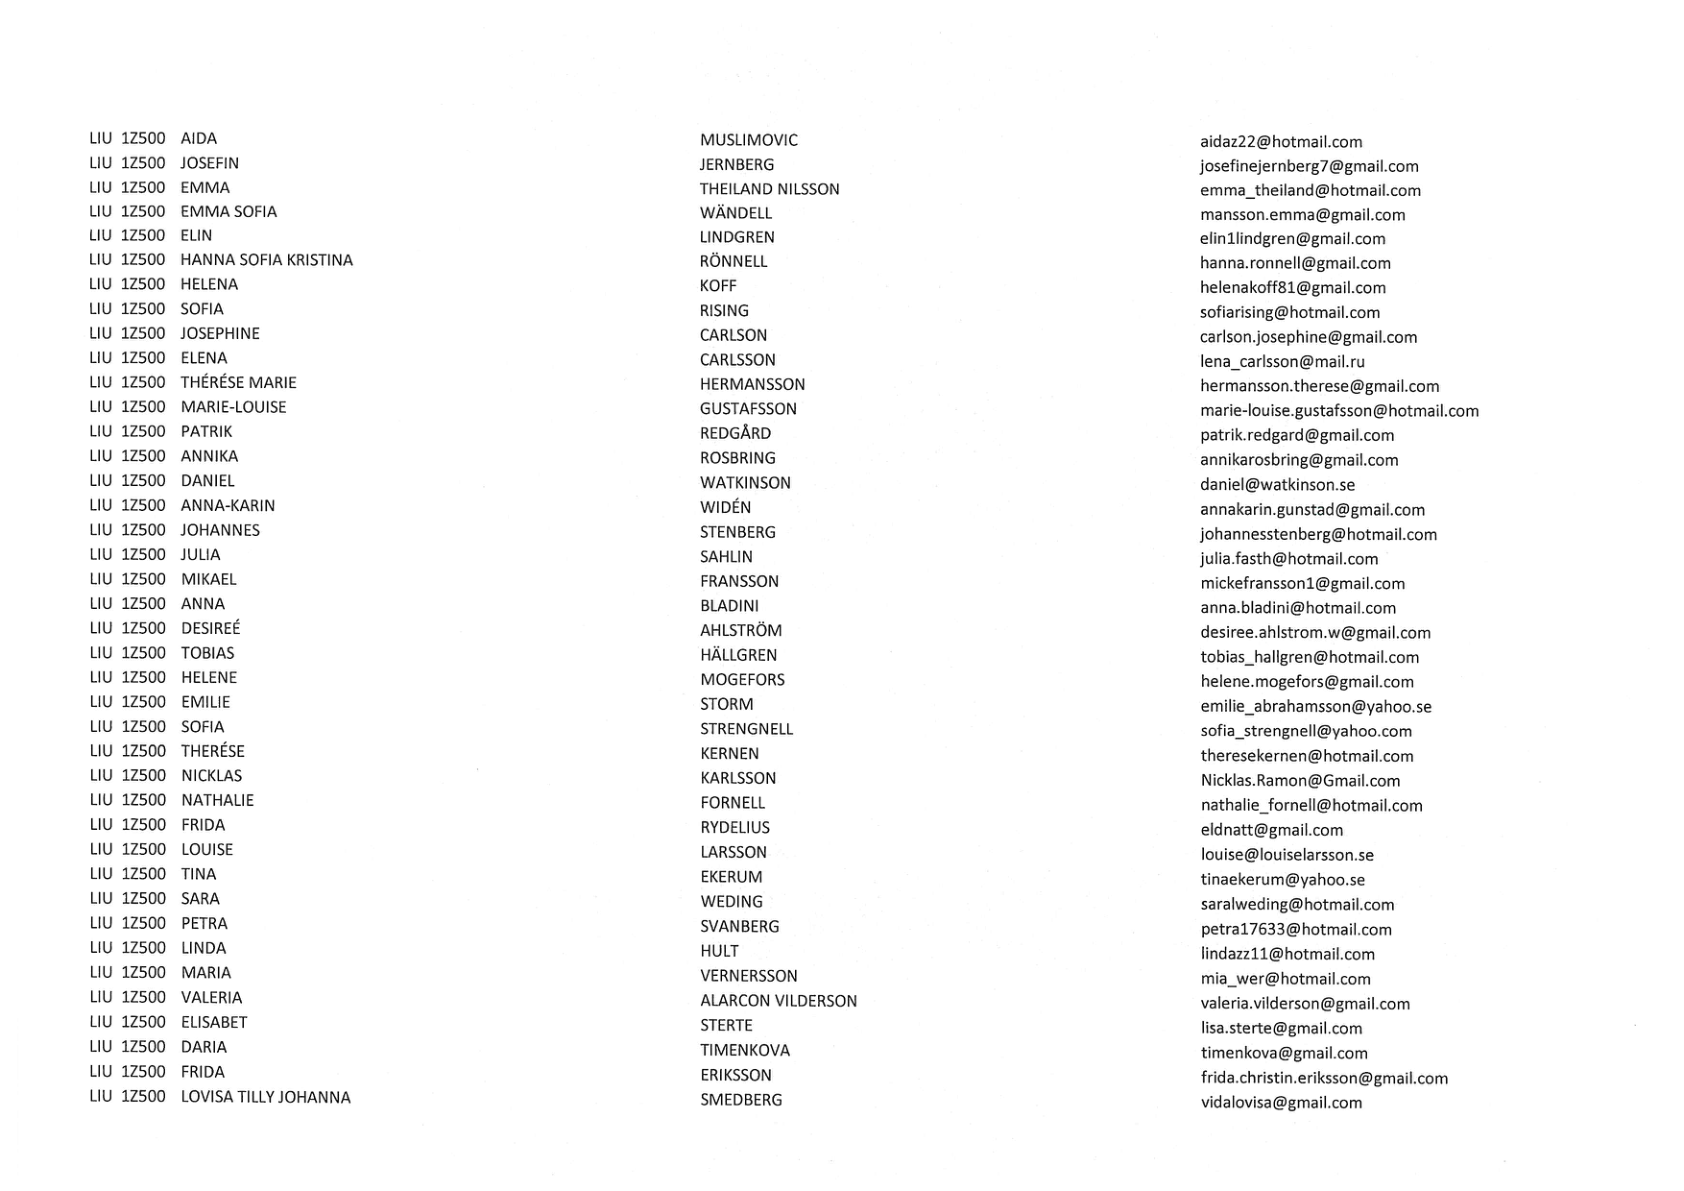 LIU 1Z500 AIDA MUSLIMOVIC aidaz22@hotmail.com
LIU 1Z500 JOSEFIN JERNBERG josefinejernberg7@gmail.com
LIU 1Z500 EMMA THEILAND NILSSON emma_theiland@hotmail.com
LIU 1Z500 EMMA SOFIA WÄNDELL mansson.emma@gmail.com
LIU 1Z500 ELIN LINDGREN elin1lindgren@gmail.com
LIU 1Z500 HANNA SOFIA KRISTINA RÖNNELL hanna.ronnell@gmail.com
LIU 1Z500 HELENA KOFF helenakoff81@gmail.com
LIU 1Z500 SOFIA RISING sofiarising@hotmail.com
LIU 1Z500 JOSEPHINE CARLSON carlson.josephine@gmail.com
LIU 1Z500 ELENA CARLSSON lena_carlsson@mail.ru
LIU 1Z500 THÉRÉSE MARIE HERMANSSON hermansson.therese@gmail.com
LIU 1Z500 MARIE-LOUISE GUSTAFSSON marie-louise.gustafsson@hotmail.com
LIU 1Z500 PATRIK REDGÅRD patrik.redgard@gmail.com
LIU 1Z500 ANNIKA ROSBRING annikarosbring@gmail.com
LIU 1Z500 DANIEL WATKINSON daniel@watkinson.se
LIU 1Z500 ANNA-KARIN WIDÉN annakarin.gunstad@gmail.com
LIU 1Z500 JOHANNES STENBERG johannesstenberg@hotmail.com
LIU 1Z500 JULIA SAHLIN julia.fasth@hotmail.com
LIU 1Z500 MIKAEL FRANSSON mickefransson1@gmail.com
LIU 1Z500 ANNA BLADINI anna.bladini@hotmail.com
LIU 1Z500 DESIREÉ AHLSTRÖM desiree.ahlstrom.w@gmail.com
LIU 1Z500 TOBIAS HÄLLGREN tobias_hallgren@hotmail.com
LIU 1Z500 HELENE MOGEFORS helene.mogefors@gmail.com
LIU 1Z500 EMILIE STORM emilie_abrahamsson@yahoo.se
LIU 1Z500 SOFIA STRENGNELL sofia_strengnell@yahoo.com
LIU 1Z500 THERÉSE KERNEN theresekernen@hotmail.com
LIU 1Z500 NICKLAS KARLSSON Nicklas.Ramon@Gmail.com
LIU 1Z500 NATHALIE FORNELL nathalie_fornell@hotmail.com
LIU 1Z500 FRIDA RYDELIUS eldnatt@gmail.com
LIU 1Z500 LOUISE LARSSON louise@louiselarsson.se
LIU 1Z500 TINA EKERUM tinaekerum@yahoo.se
LIU 1Z500 SARA WEDING saralweding@hotmail.com
LIU 1Z500 PETRA SVANBERG petra17633@hotmail.com
LIU 1Z500 LINDA HULT lindazz11@hotmail.com
LIU 1Z500 MARIA VERNERSSON mia_wer@hotmail.com
LIU 1Z500 VALERIA ALARCON VILDERSON valeria.vilderson@gmail.com
LIU 1Z500 ELISABET STERTE lisa.sterte@gmail.com
LIU 1Z500 DARIA TIMENKOVA timenkova@gmail.com
LIU 1Z500 FRIDA ERIKSSON frida.christin.eriksson@gmail.com
LIU 1Z500 LOVISA TILLY JOHANNA SMEDBERG vidalovisa@gmail.com